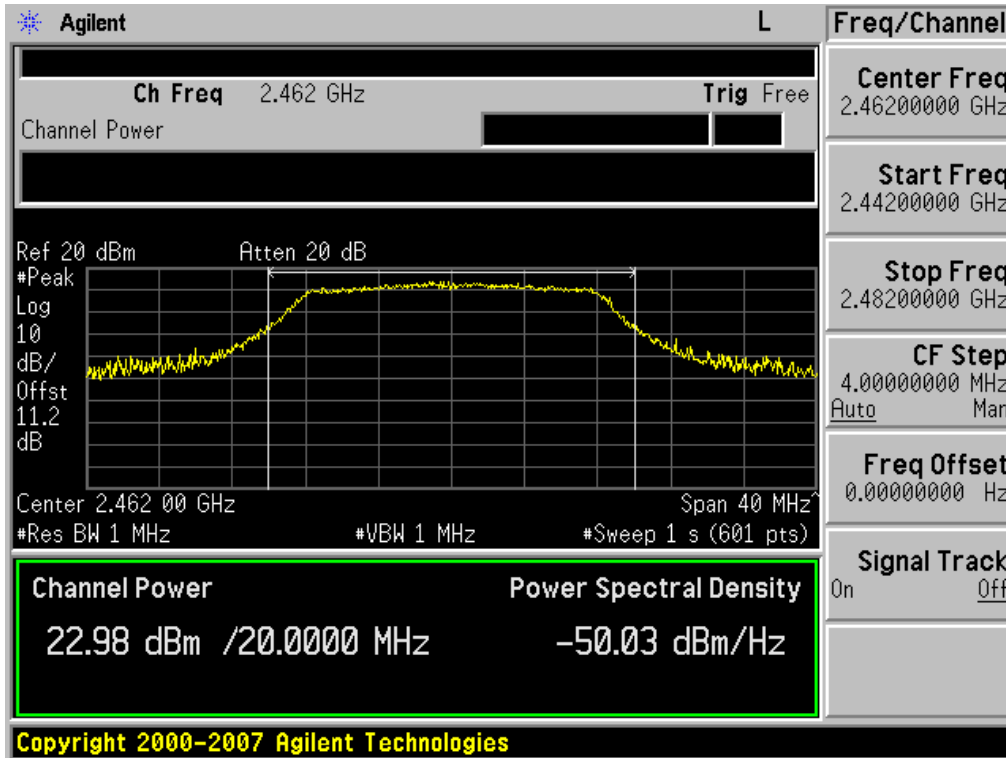 Agilent L
Freq/Channel
Ch Freq 2.462 GHz Trig Free
Channel Power
Center Freq
2.46200000 GHz
Start Freq
2.44200000 GHz
Stop Freq
2.48200000 GHz
CF Step
4.00000000 MHz
Auto Man
Freq Offset
0.00000000 Hz
Signal Track
On Off
Ref 20 dBm Atten 20 dB
#Peak
Log
10
dB/
Offst
11.2
dB
Center 2.462 00 GHz Span 40 MHz^
#Res BW 1 MHz #VBW 1 MHz #Sweep 1 s (601 pts)
Channel Power Power Spectral Density
22.98 dBm /20.0000 MHz -50.03 dBm/Hz
Copyright 2000-2007 Agilent Technologies